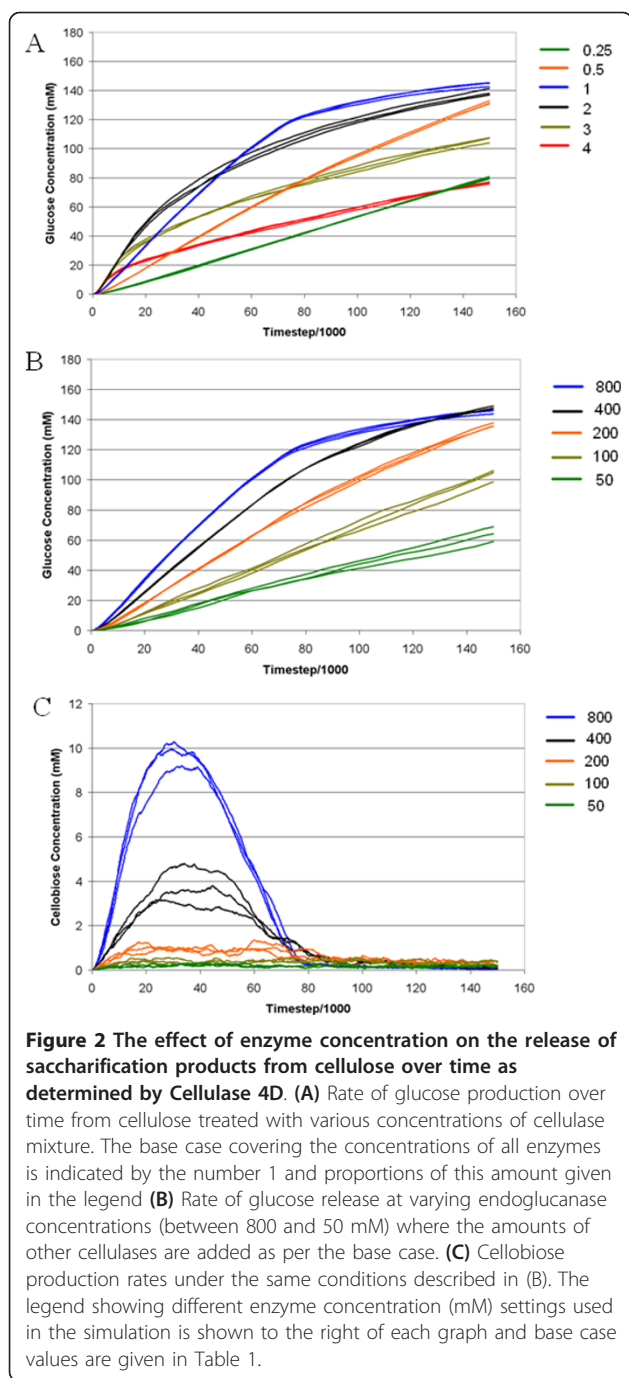 A
Glucose Concentration (mM)
180
160
140
120
100
80
60
40
20
0
0 20 40 60 80 100 120 140 160
Timestep/1000
0.25
0.5
1
2
3
4
B
Glucose Concentration (mM)
180
160
140
120
100
80
60
40
20
0
0 20 40 60 80 100 120 140 160
Timestep/1000
800
400
200
100
50
C
Cellobiose Concentration (mM)
12
10
8
6
4
2
0
0 20 40 60 80 100 120 140 160
Timestep/1000
800
400
200
100
50
Figure 2 The effect of enzyme concentration on the release of
saccharification products from cellulose over time as
determined by Cellulase 4D. (A) Rate of glucose production over
time from cellulose treated with various concentrations of cellulase
mixture. The base case covering the concentrations of all enzymes
is indicated by the number 1 and proportions of this amount given
in the legend (B) Rate of glucose release at varying endoglucanase
concentrations (between 800 and 50 mM) where the amounts of
other cellulases are added as per the base case. (C) Cellobiose
production rates under the same conditions described in (B). The
legend showing different enzyme concentration (mM) settings used
in the simulation is shown to the right of each graph and base case
values are given in Table 1.